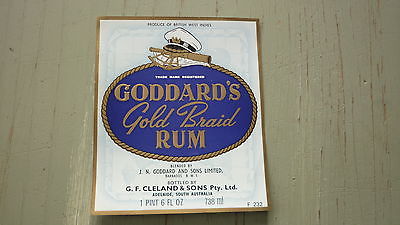 PRODUCE OF BRITISH WEST INDIES
TRADE MARK REGISTERED
GODDARD'S
Gold Braid
RUM
BLENDED BY
J. N. GODDARD AND SONS LIMITED,
BARBADOS B W I
BOTTLED BY
G. F. CLELAND & SONS Pty. Ltd.
ADELAIDE, SOUTH AUSTRALIA
1 PINT 6 FL OZ 738 ml
F 232